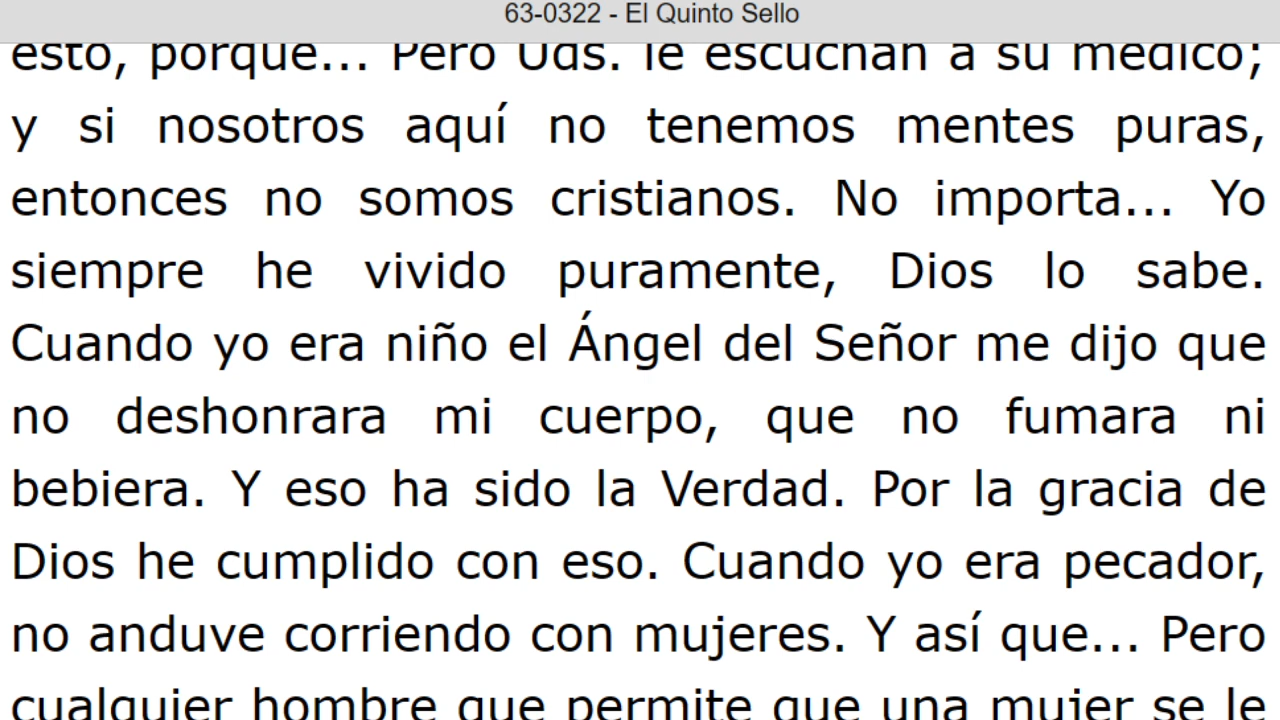 63-0322 - El Quinto Sello
esto, porque... Pero Uds. le escuchan a su médico;
y si nosotros aquí no tenemos mentes puras,
entonces no somos cristianos. No importa... Yo
siempre he vivido puramente, Dios lo sabe.
Cuando yo era niño el Ángel del Señor me dijo que
no deshonrara mi cuerpo, que no fumara ni
bebiera. Y eso ha sido la Verdad. Por la gracia de
Dios he cumplido con eso. Cuando yo era pecador,
no anduve corriendo con mujeres. Y así que... Pero
cualquier hombre que permite que una mujer se le